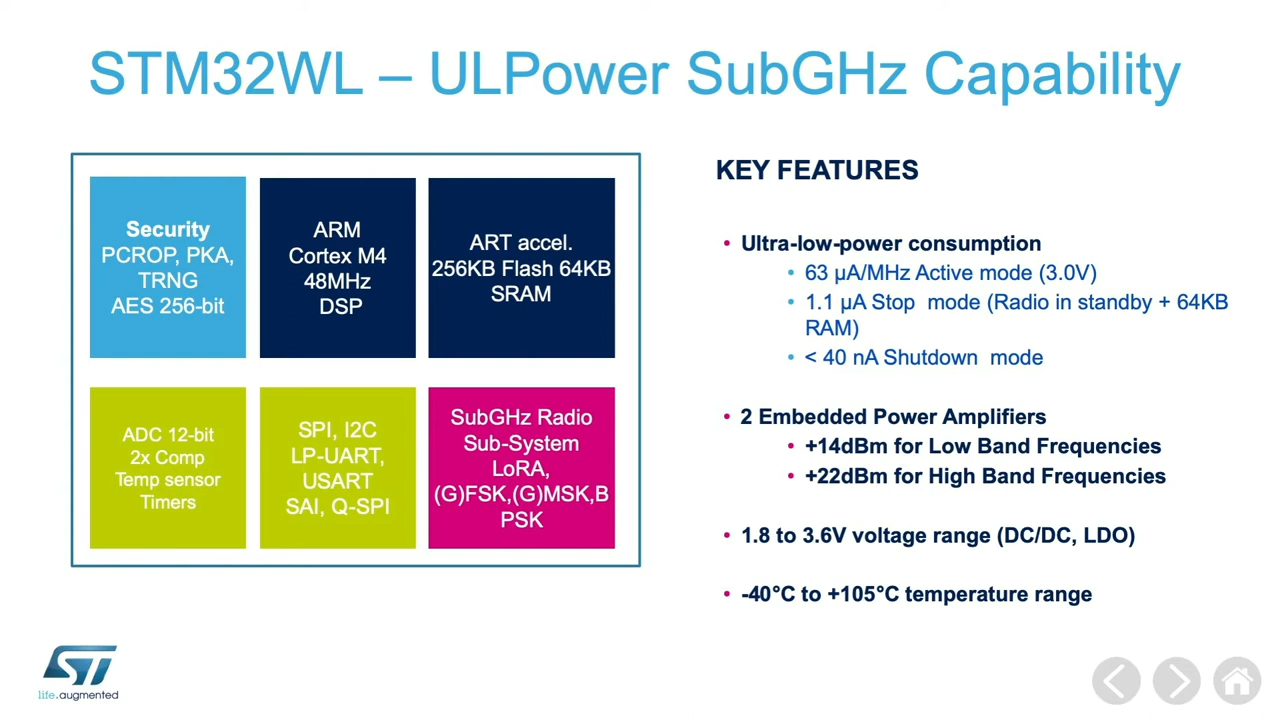 STM32WL – ULPower SubGHz Capability
Security
PCROP, PKA,
TRNG
AES 256-bit
ARM
Cortex M4
48MHz
DSP
ART accel.
256KB Flash 64KB
SRAM
ADC 12-bit
2x Comp
Temp sensor
Timers
SPI, I2C
LP-UART,
USART
SAI, Q-SPI
SubGHz Radio
Sub-System
LoRA,
(G)FSK,(G)MSK,B
PSK
KEY FEATURES
• Ultra-low-power consumption
• 63 µA/MHz Active mode (3.0V)
• 1.1 µA Stop mode (Radio in standby + 64KB
RAM)
• < 40 nA Shutdown mode
• 2 Embedded Power Amplifiers
• +14dBm for Low Band Frequencies
• +22dBm for High Band Frequencies
• 1.8 to 3.6V voltage range (DC/DC, LDO)
• -40°C to +105°C temperature range
ST
life.augmented